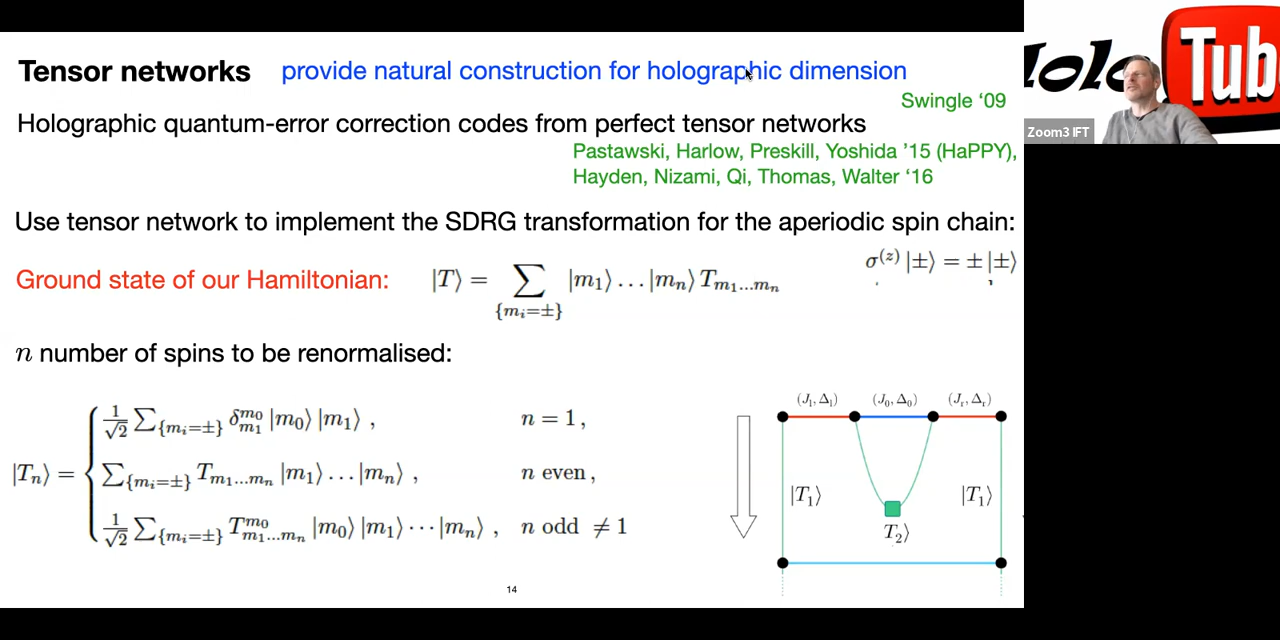 Tensor networks provide natural construction for holographic dimension
Swingle ‘09
Holographic quantum-error correction codes from perfect tensor networks
Pastawski, Harlow, Preskill, Yoshida ’15 (HaPPY),
Hayden, Nizami, Qi, Thomas, Walter ‘16
Use tensor network to implement the SDRG transformation for the aperiodic spin chain:
Ground state of our Hamiltonian: |T⟩ = ∑_{m_i=±} |m_1⟩ … |m_n⟩ T_{m_1…m_n} σ^{(z)} |±⟩ = ± |±⟩
n number of spins to be renormalised:
|T_n⟩ = {
1/√2 ∑_{m_i=±} δ^{m_0}_{m_1} |m_0⟩ |m_1⟩ , n = 1 ,
∑_{m_i=±} T_{m_1…m_n} |m_1⟩ … |m_n⟩ , n even ,
1/√2 ∑_{m_i=±} T^{m_0}_{m_1…m_n} |m_0⟩ |m_1⟩ ⋯ |m_n⟩ , n odd ≠ 1
(J_l, Δ_l) (J_0, Δ_0) (J_r, Δ_r)
|T_1⟩ |T_1⟩
T_2⟩
14
Holo Tub
Zoom3 IFT